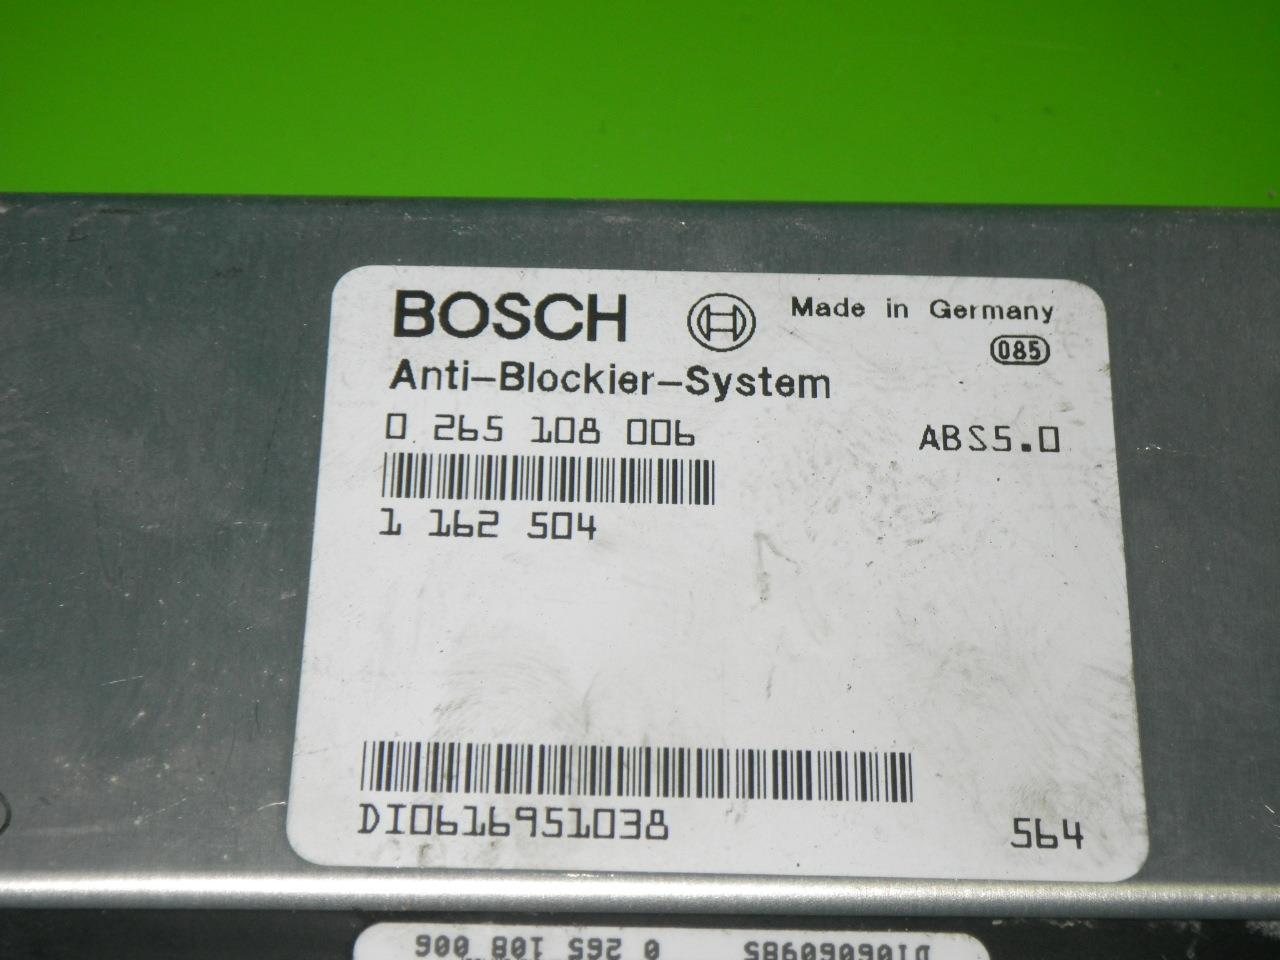 BOSCH Made in Germany
085
Anti-Blockier-System
0 265 108 006 ABS5.0
1 162 504
DI0616951038 564
0 265 108 006 DI06060985